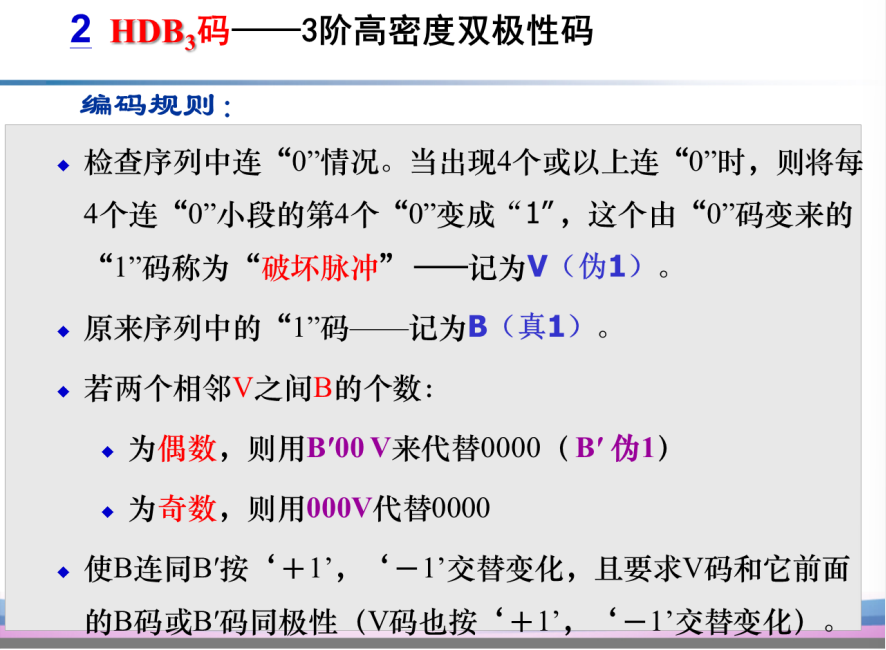 2 HDB3码——3阶高密度双极性码
编码规则：
检查序列中连“0”情况。当出现4个或以上连“0”时，则将每
4个连“0”小段的第4个“0”变成“1”，这个由“0”码变来的
“1”码称为“破坏脉冲”——记为V（伪1）。
原来序列中的“1”码——记为B（真1）。
若两个相邻V之间B的个数：
为偶数，则用B′00 V来代替0000（B′ 伪1）
为奇数，则用000V代替0000
使B连同B′按‘＋1’，‘－1’交替变化，且要求V码和它前面
的B码或B′码同极性（V码也按‘＋1’，‘－1’交替变化）。